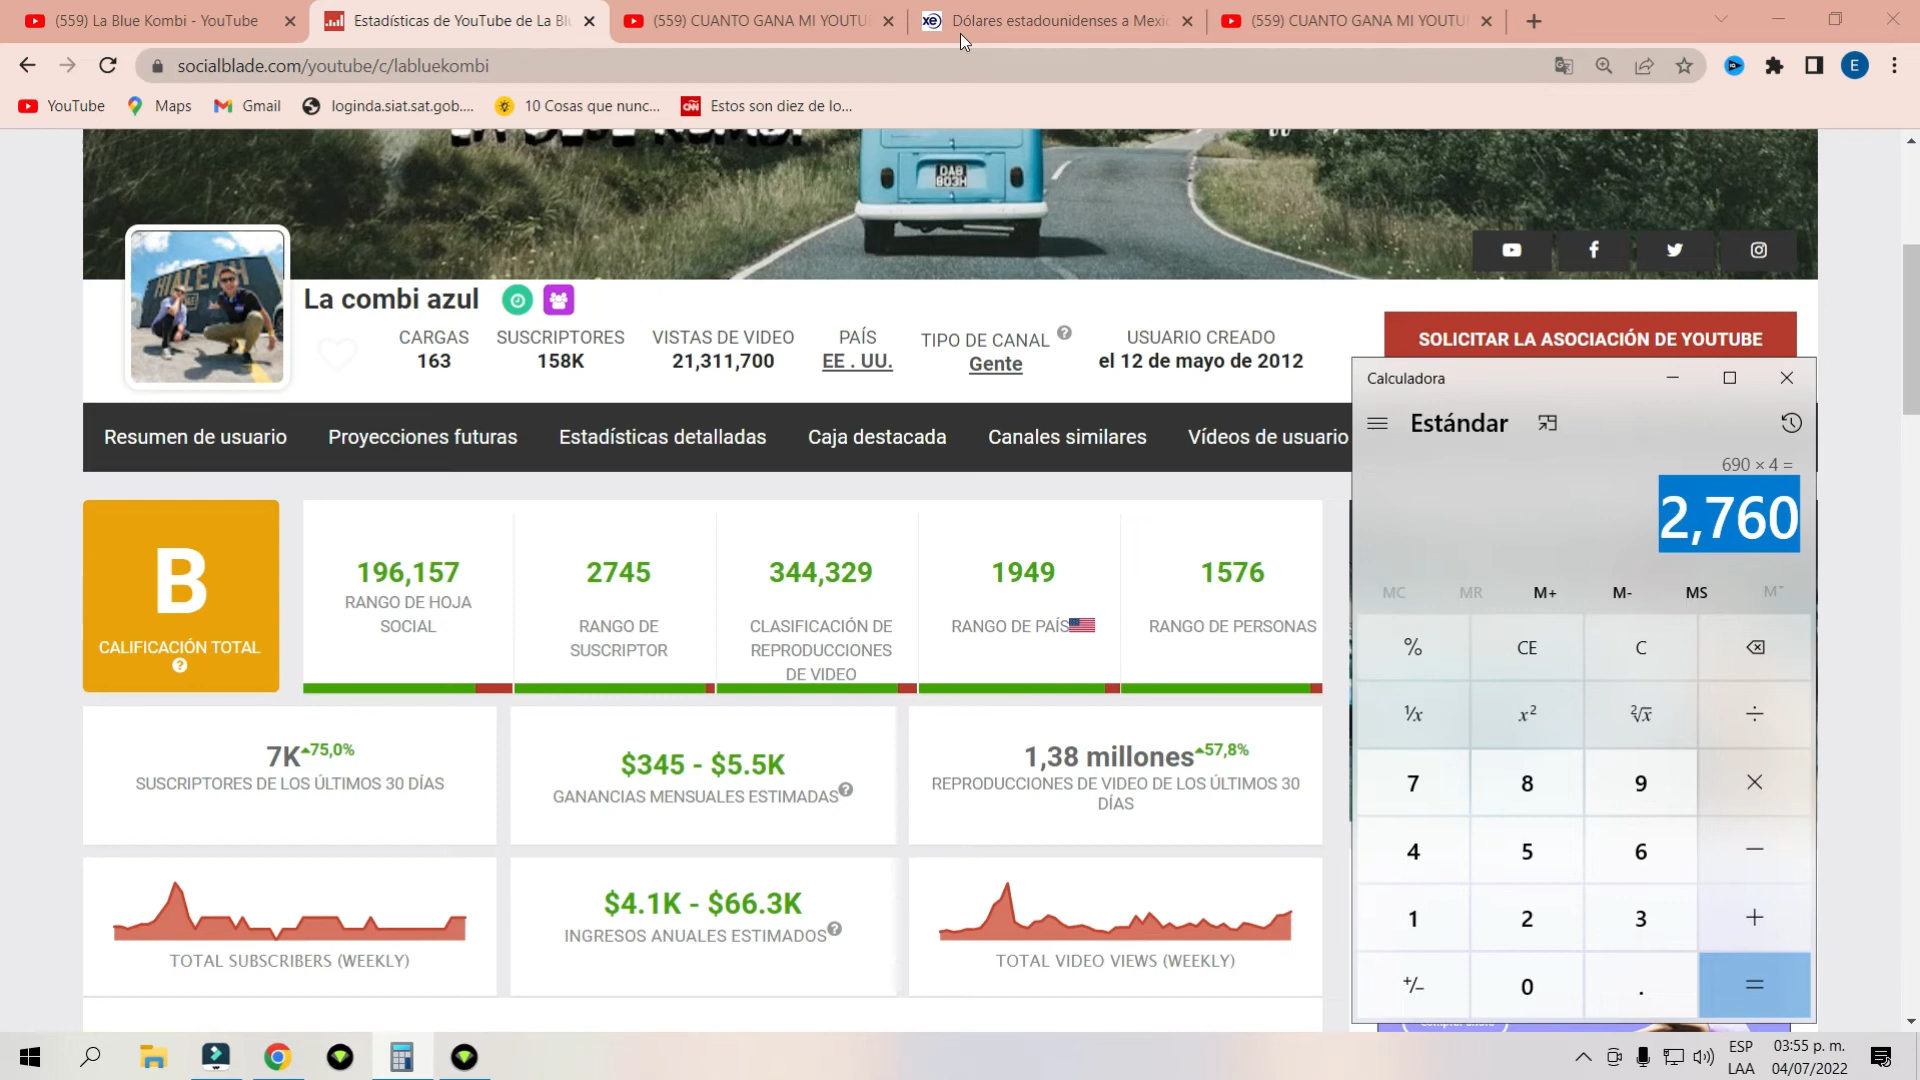 (559) La Blue Kombi - YouTube
Estadísticas de YouTube de La Bl
(559) CUANTO GANA MI YOUTU
Dólares estadounidenses a Mexic
(559) CUANTO GANA MI YOUTU
socialblade.com/youtube/c/labluekombi
YouTube
Maps
Gmail
loginda.siat.sat.gob....
10 Cosas que nunc...
Estos son diez de lo...
HIALEAH
DAB
803H
La combi azul
CARGAS
163
SUSCRIPTORES
158K
VISTAS DE VIDEO
21,311,700
PAÍS
EE . UU.
TIPO DE CANAL ?
Gente
USUARIO CREADO
el 12 de mayo de 2012
SOLICITAR LA ASOCIACIÓN DE YOUTUBE
Resumen de usuario
Proyecciones futuras
Estadísticas detalladas
Caja destacada
Canales similares
Vídeos de usuario
B
CALIFICACIÓN TOTAL
?
196,157
RANGO DE HOJA
SOCIAL
2745
RANGO DE
SUSCRIPTOR
344,329
CLASIFICACIÓN DE
REPRODUCCIONES
DE VIDEO
1949
RANGO DE PAÍS
1576
RANGO DE PERSONAS
7K 75,0%
SUSCRIPTORES DE LOS ÚLTIMOS 30 DÍAS
$345 - $5.5K
GANANCIAS MENSUALES ESTIMADAS ?
1,38 millones 57,8%
REPRODUCCIONES DE VIDEO DE LOS ÚLTIMOS 30
DÍAS
TOTAL SUBSCRIBERS (WEEKLY)
$4.1K - $66.3K
INGRESOS ANUALES ESTIMADOS ?
TOTAL VIDEO VIEWS (WEEKLY)
Calculadora
Estándar
690 × 4 =
2,760
MC MR M+ M- MS M˅
% CE C
¹/x x² ²√x ÷
7 8 9 ×
4 5 6 −
1 2 3 +
+/− 0 . =
ESP
LAA
03:55 p. m.
04/07/2022